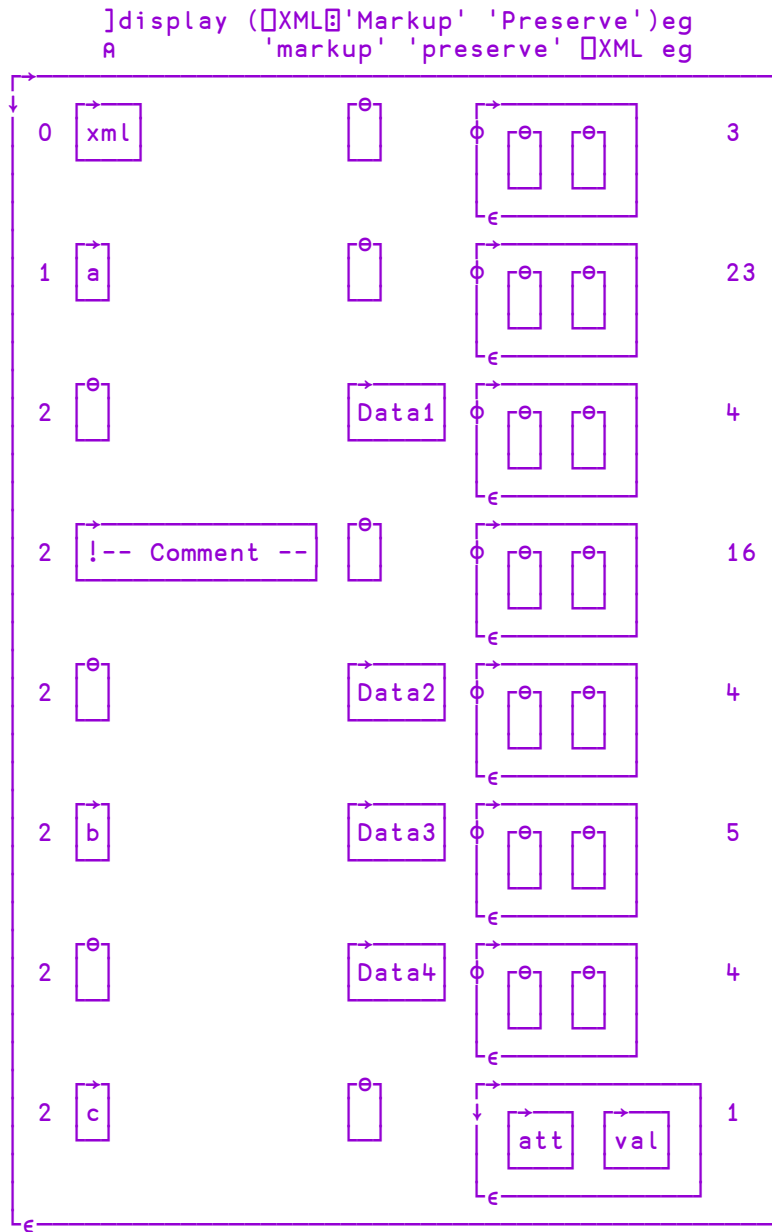 ]display (⎕XML⍠'Markup' 'Preserve')eg
⍝ 'markup' 'preserve' ⎕XML eg
┌→─────────────────────────────────────────────
↓    ┌→──┐            ┌⊖┐     ┌→────────┐
│ 0  │xml│            │ │     ⌽ ┌⊖┐ ┌⊖┐ │     3
│    └───┘            └─┘     │ │ │ │ │ │
│                             │ └─┘ └─┘ │
│                             └∊────────┘
│    ┌→┐              ┌⊖┐     ┌→────────┐
│ 1  │a│              │ │     ⌽ ┌⊖┐ ┌⊖┐ │     23
│    └─┘              └─┘     │ │ │ │ │ │
│                             │ └─┘ └─┘ │
│                             └∊────────┘
│    ┌⊖┐              ┌→────┐ ┌→────────┐
│ 2  │ │              │Data1│ ⌽ ┌⊖┐ ┌⊖┐ │     4
│    └─┘              └─────┘ │ │ │ │ │ │
│                             │ └─┘ └─┘ │
│                             └∊────────┘
│    ┌→─────────────┐ ┌⊖┐     ┌→────────┐
│ 2  │!-- Comment --│ │ │     ⌽ ┌⊖┐ ┌⊖┐ │     16
│    └──────────────┘ └─┘     │ │ │ │ │ │
│                             │ └─┘ └─┘ │
│                             └∊────────┘
│    ┌⊖┐              ┌→────┐ ┌→────────┐
│ 2  │ │              │Data2│ ⌽ ┌⊖┐ ┌⊖┐ │     4
│    └─┘              └─────┘ │ │ │ │ │ │
│                             │ └─┘ └─┘ │
│                             └∊────────┘
│    ┌→┐              ┌→────┐ ┌→────────┐
│ 2  │b│              │Data3│ ⌽ ┌⊖┐ ┌⊖┐ │     5
│    └─┘              └─────┘ │ │ │ │ │ │
│                             │ └─┘ └─┘ │
│                             └∊────────┘
│    ┌⊖┐              ┌→────┐ ┌→────────┐
│ 2  │ │              │Data4│ ⌽ ┌⊖┐ ┌⊖┐ │     4
│    └─┘              └─────┘ │ │ │ │ │ │
│                             │ └─┘ └─┘ │
│                             └∊────────┘
│    ┌→┐              ┌⊖┐     ┌→────────────┐
│ 2  │c│              │ │     ↓ ┌→──┐ ┌→──┐ │ 1
│    └─┘              └─┘     │ │att│ │val│ │
│                             │ └───┘ └───┘ │
│                             └∊────────────┘
└∊─────────────────────────────────────────────